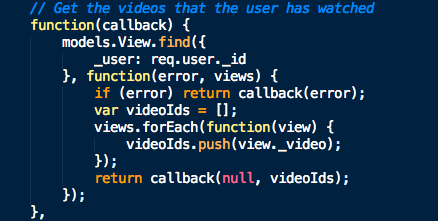 // Get the videos that the user has watched
function(callback) {
    models.View.find({
        _user: req.user._id
    }, function(error, views) {
        if (error) return callback(error);
        var videoIds = [];
        views.forEach(function(view) {
            videoIds.push(view._video);
        });
        return callback(null, videoIds);
    });
},